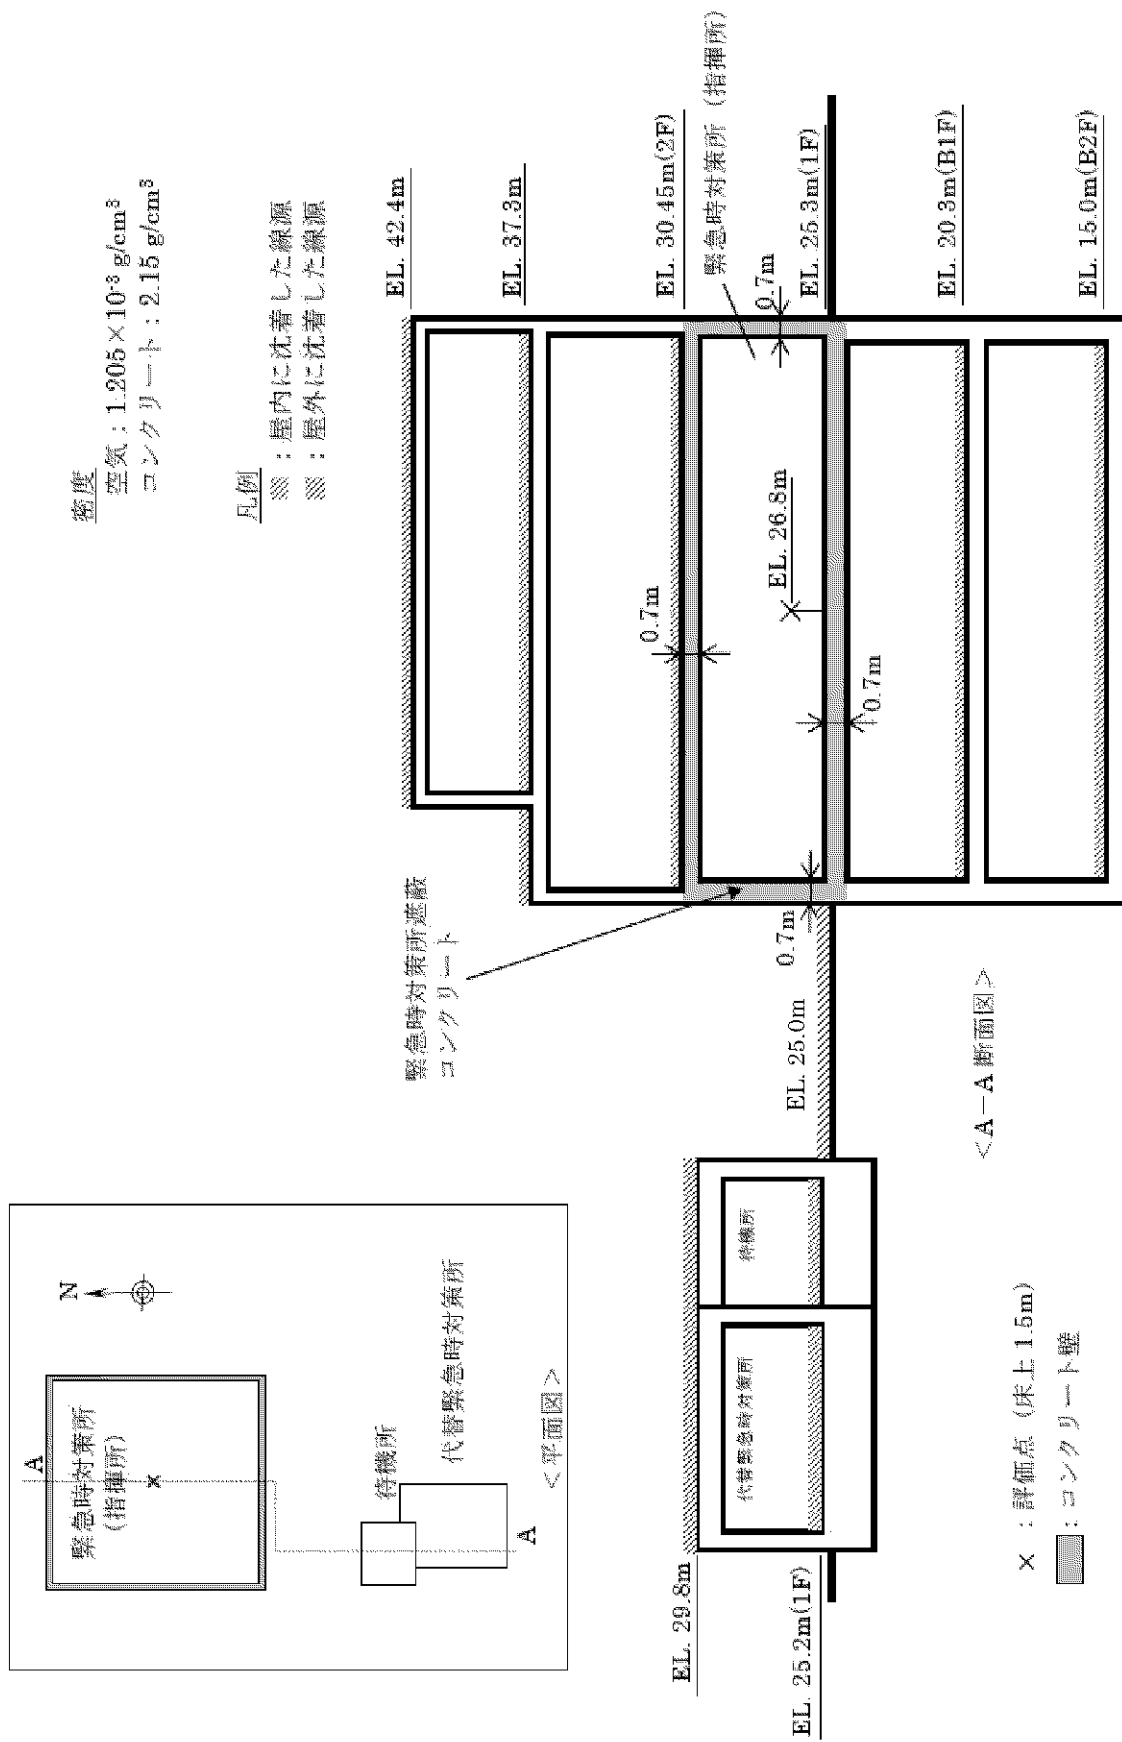 密度
空気：1.205×10⁻³ g/cm³
コンクリート：2.15 g/cm³
凡例
：屋内に沈着した線源
：屋外に沈着した線源
N
A
緊急時対策所
(指揮所)
待機所
代替緊急時対策所
A
＜平面図＞
緊急時対策所遮蔽
コンクリート
EL. 42.4m
EL. 37.3m
EL. 30.45m(2F)
緊急時対策所（指揮所）
0.7m
EL. 25.3m(1F)
EL. 20.3m(B1F)
EL. 15.0m(B2F)
0.7m
EL. 26.8m
0.7m
0.7m
EL. 25.0m
待機所
代替緊急時対策所
EL. 29.8m
EL. 25.2m(1F)
＜A－A 断面図＞
×：評価点（床上 1.5m）
：コンクリート壁